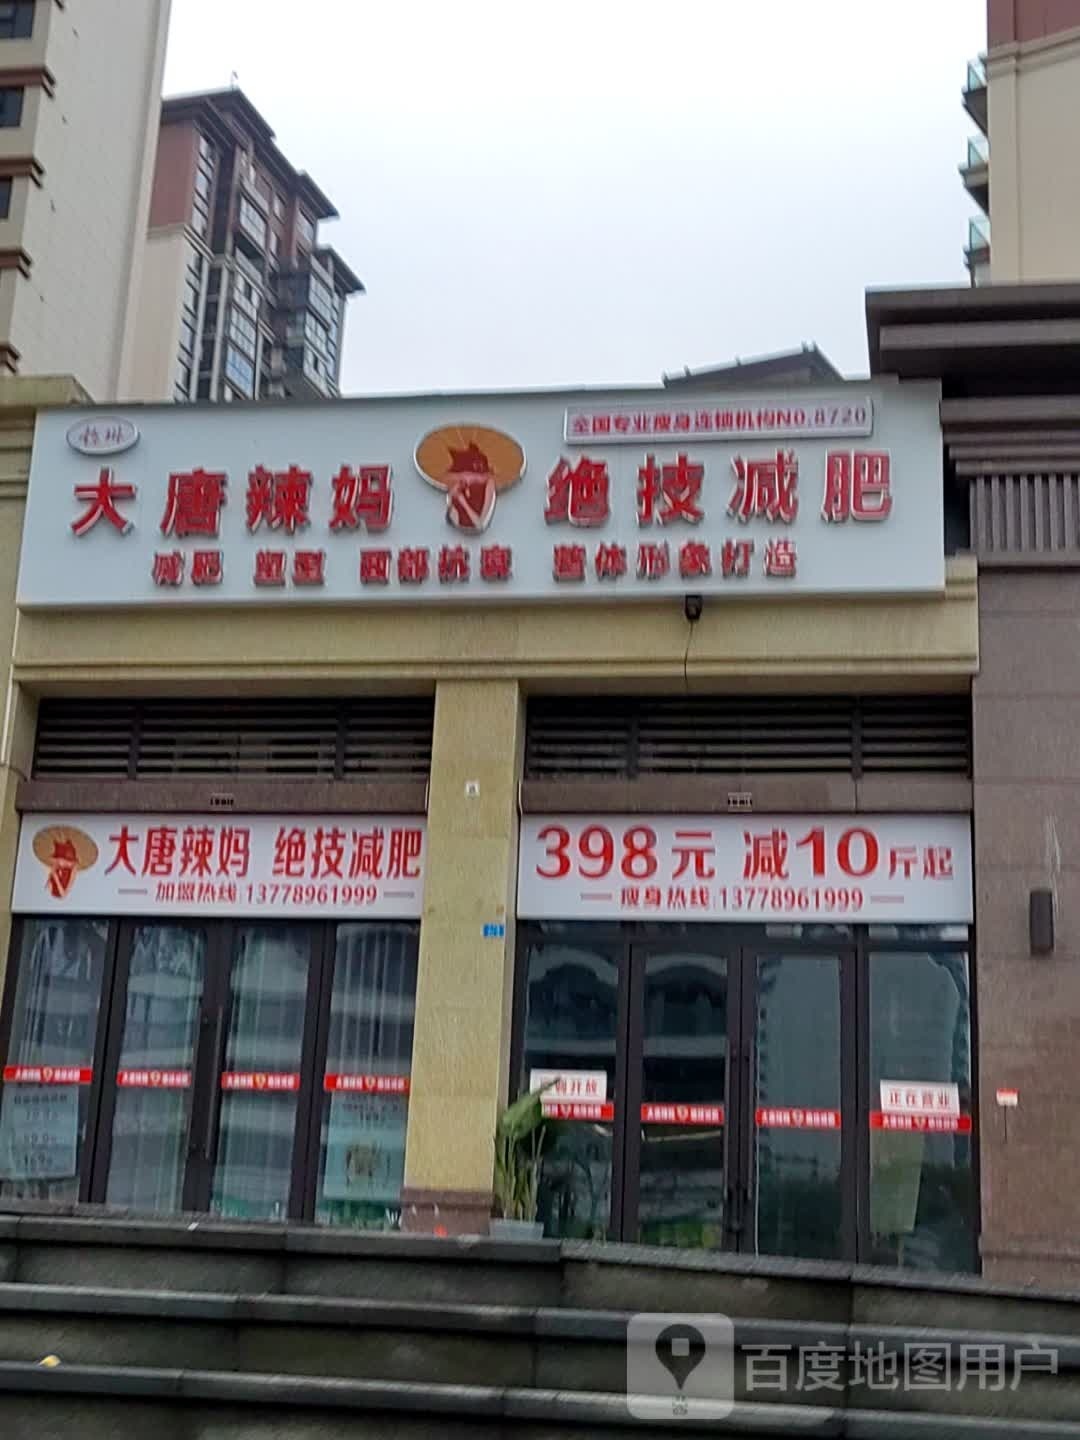 全国专业瘦身连锁机构NO.8720
大唐辣妈 绝技减肥
减肥 塑型 面部抗衰 整体形象打造
大唐辣妈 绝技减肥
加盟热线:13778961999
398元 减10斤起
瘦身热线:13778961999
开放
正在营业
百度地图用户